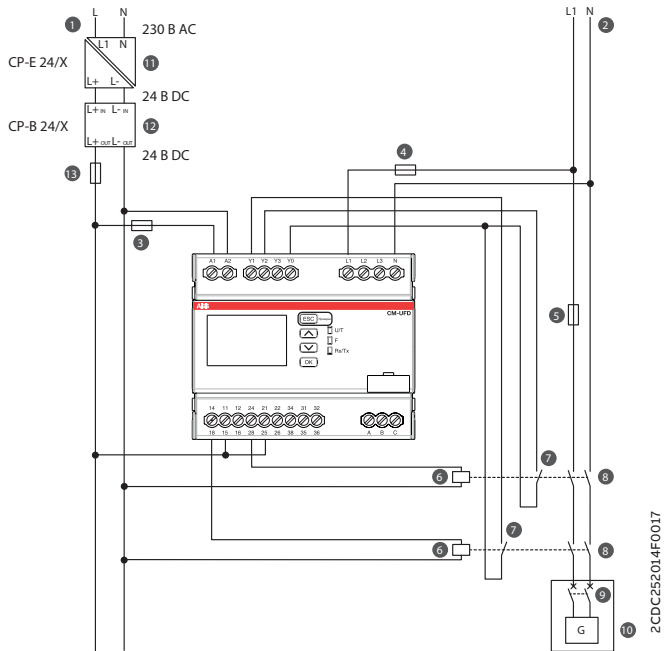 L N
L1 N
1
230 В AC
2
L1 N
CP-E 24/X
11
L+ L-
24 В DC
L+ IN L- IN
CP-B 24/X
12
L+ OUT L- OUT
24 В DC
4
13
3
A1 A2 Y1 Y2 Y3 Y0 L1 L2 L3 N
ABB
CM-UFD
ESC
U/T
5
F
Rx/Tx
OK
14 11 12 24 21 22 34 31 32
18 15 16 28 25 26 38 35 36
A B C
7
6
8
7
6
8
9
G
10
2CDC252014F0017